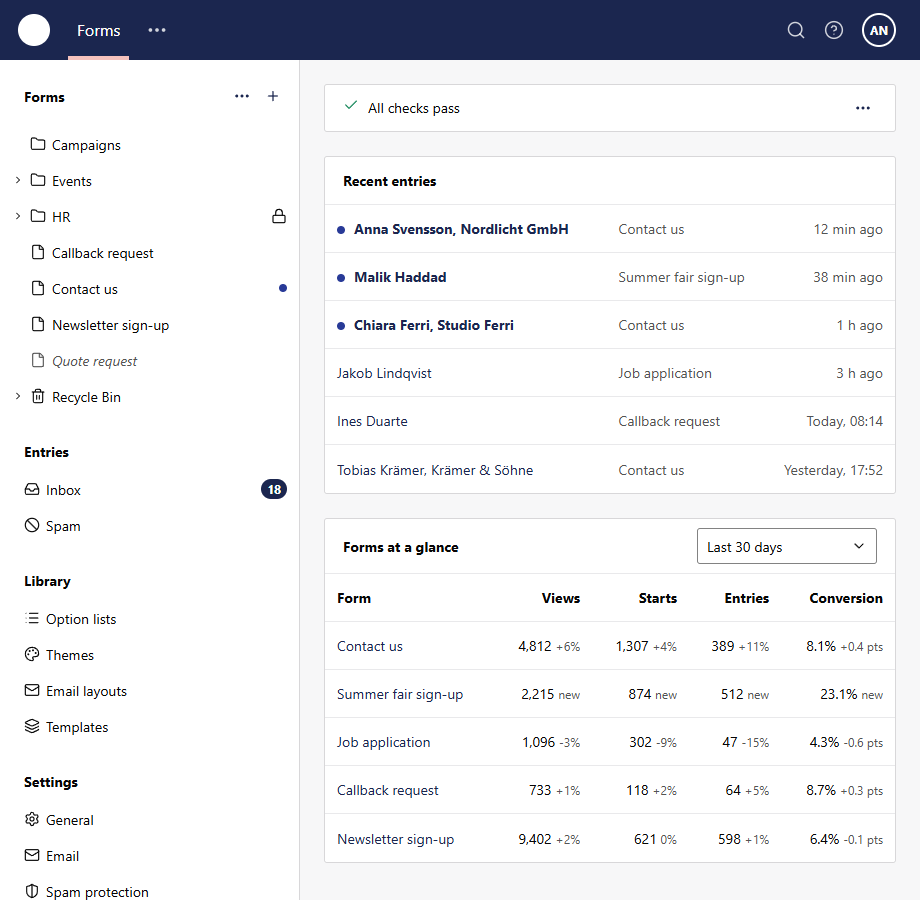 Forms
AN
Forms
Campaigns
Events
HR
Callback request
Contact us
Newsletter sign-up
Quote request
Recycle Bin
Entries
Inbox 18
Spam
Library
Option lists
Themes
Email layouts
Templates
Settings
General
Email
Spam protection
All checks pass
Recent entries
Anna Svensson, Nordlicht GmbH Contact us 12 min ago
Malik Haddad Summer fair sign-up 38 min ago
Chiara Ferri, Studio Ferri Contact us 1 h ago
Jakob Lindqvist Job application 3 h ago
Ines Duarte Callback request Today, 08:14
Tobias Krämer, Krämer & Söhne Contact us Yesterday, 17:52
Forms at a glance Last 30 days
Form Views Starts Entries Conversion
Contact us 4,812 +6% 1,307 +4% 389 +11% 8.1% +0.4 pts
Summer fair sign-up 2,215 new 874 new 512 new 23.1% new
Job application 1,096 -3% 302 -9% 47 -15% 4.3% -0.6 pts
Callback request 733 +1% 118 +2% 64 +5% 8.7% +0.3 pts
Newsletter sign-up 9,402 +2% 621 0% 598 +1% 6.4% -0.1 pts